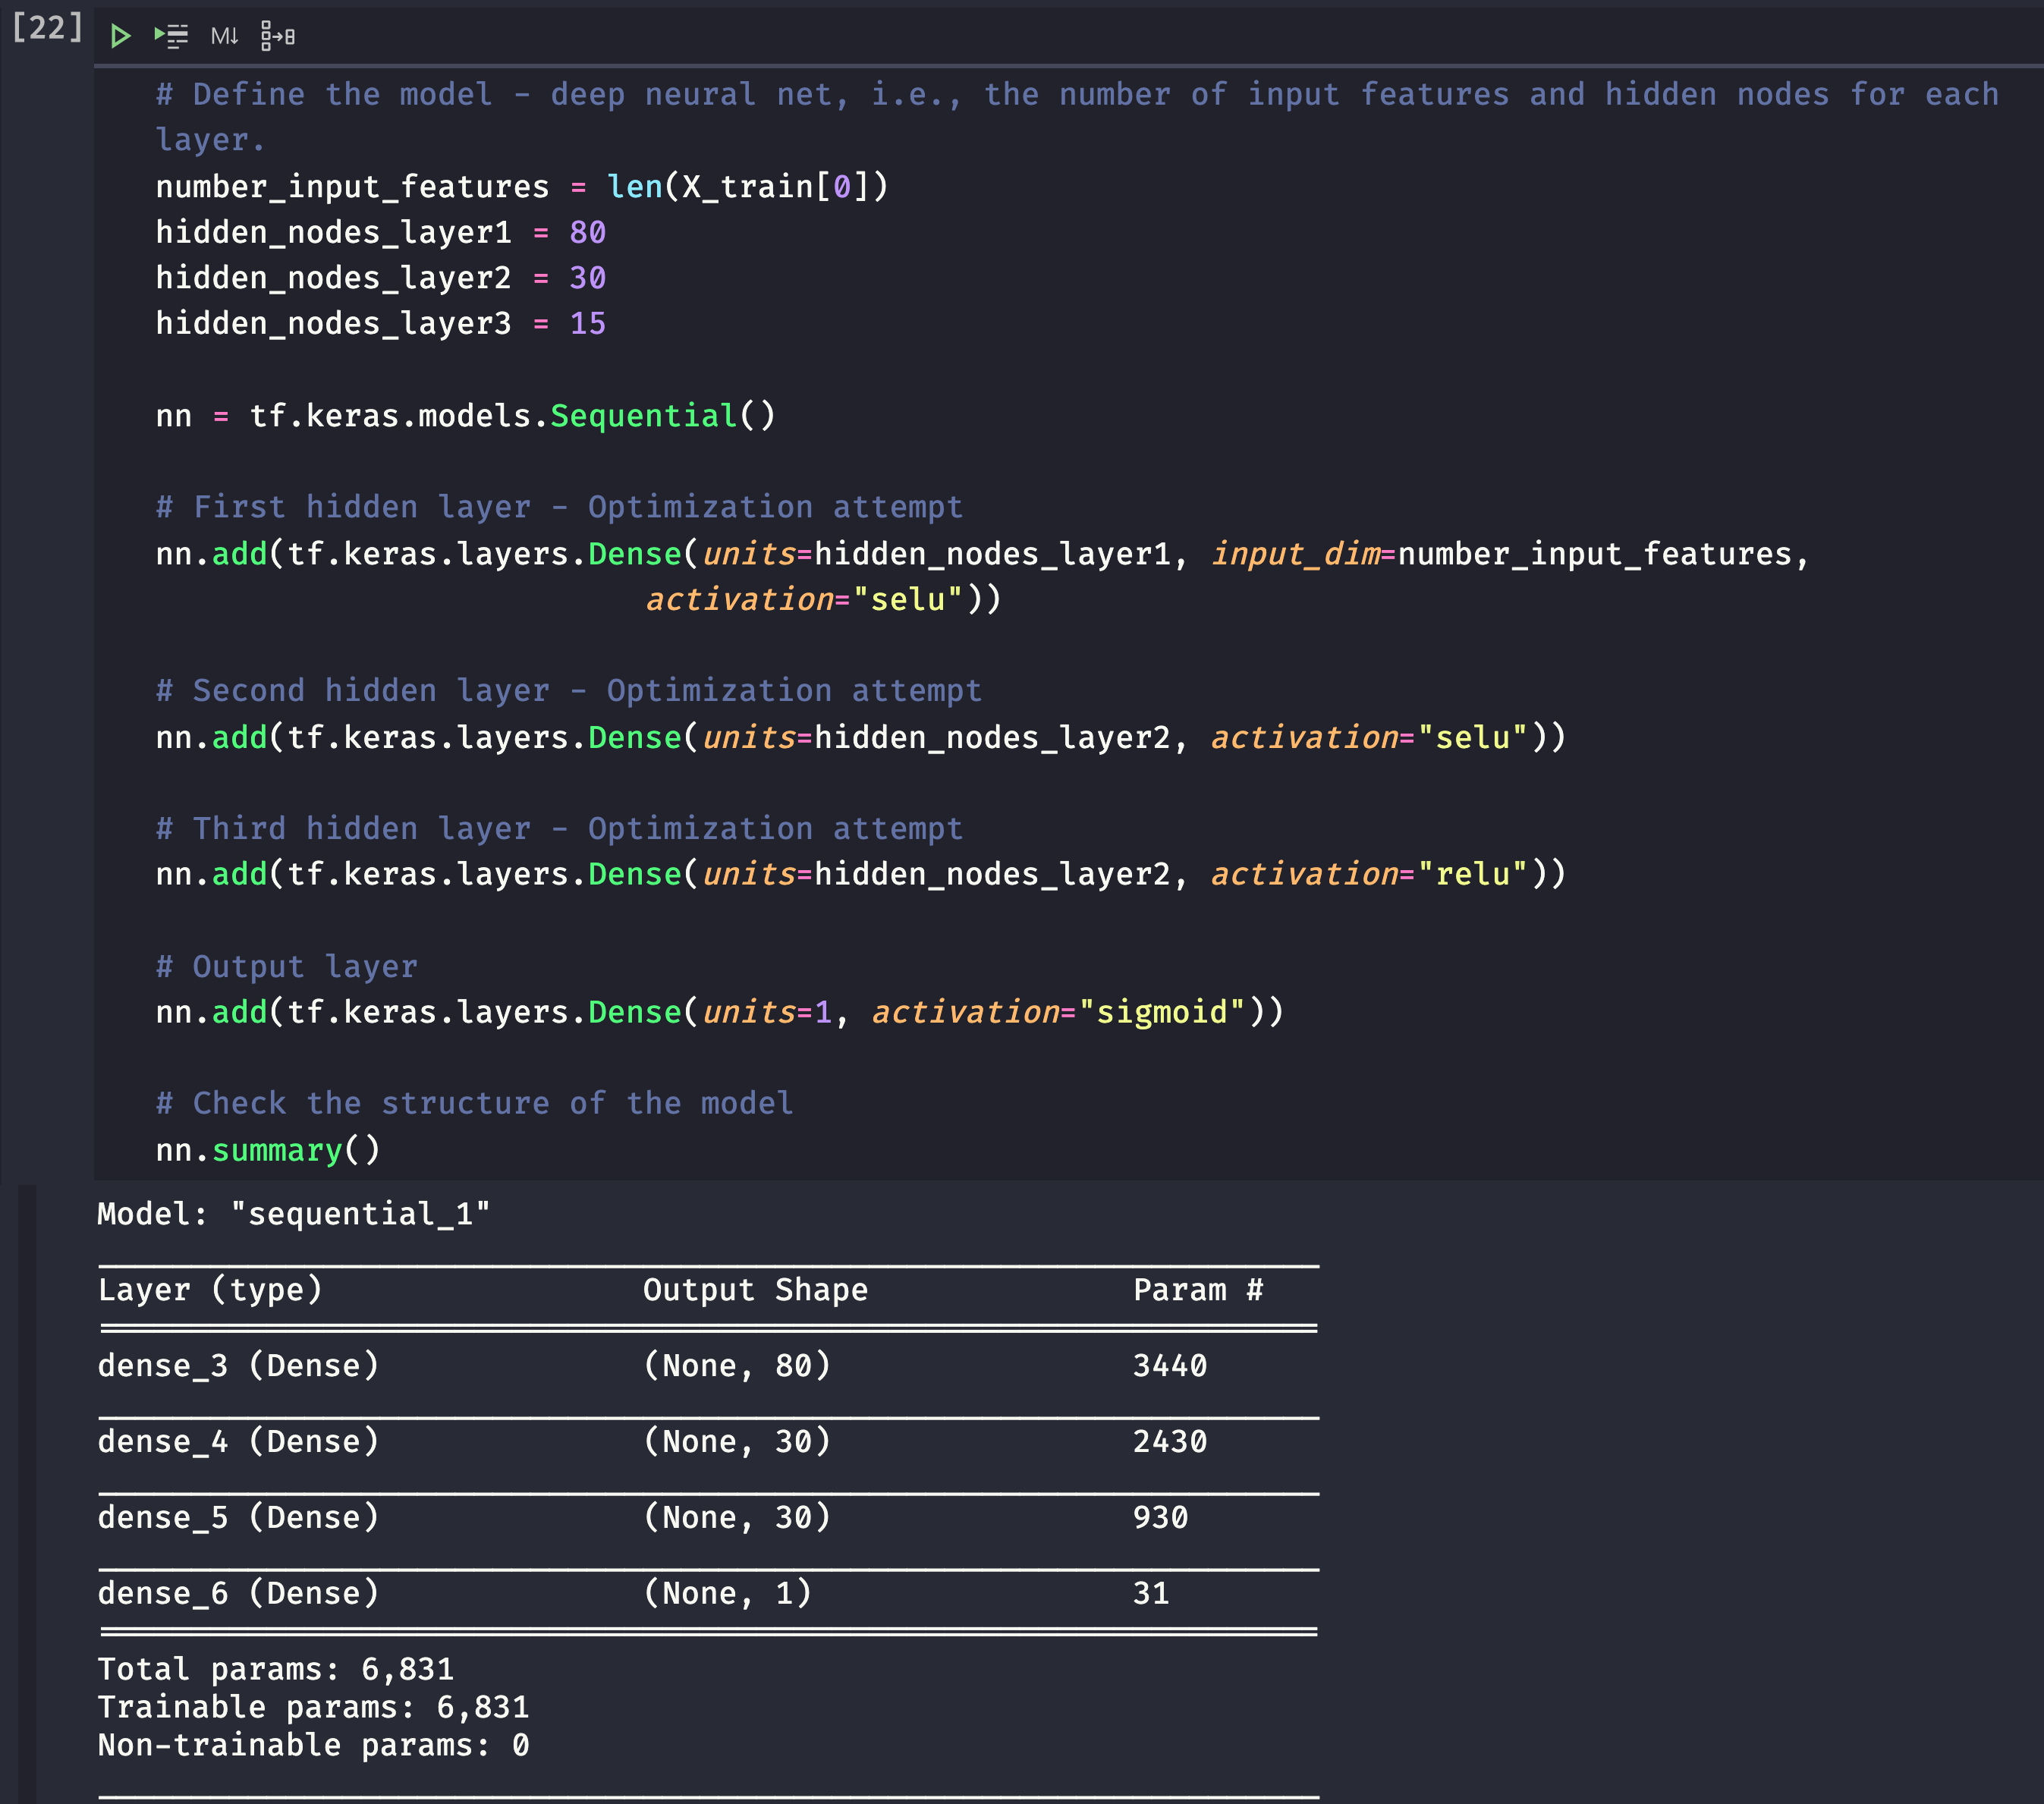 [22]
M↓
# Define the model - deep neural net, i.e., the number of input features and hidden nodes for each
layer.
number_input_features = len(X_train[0])
hidden_nodes_layer1 = 80
hidden_nodes_layer2 = 30
hidden_nodes_layer3 = 15
nn = tf.keras.models.Sequential()
# First hidden layer - Optimization attempt
nn.add(tf.keras.layers.Dense(units=hidden_nodes_layer1, input_dim=number_input_features,
activation="selu"))
# Second hidden layer - Optimization attempt
nn.add(tf.keras.layers.Dense(units=hidden_nodes_layer2, activation="selu"))
# Third hidden layer - Optimization attempt
nn.add(tf.keras.layers.Dense(units=hidden_nodes_layer2, activation="relu"))
# Output layer
nn.add(tf.keras.layers.Dense(units=1, activation="sigmoid"))
# Check the structure of the model
nn.summary()
Model: "sequential_1"
Layer (type) Output Shape Param #
dense_3 (Dense) (None, 80) 3440
dense_4 (Dense) (None, 30) 2430
dense_5 (Dense) (None, 30) 930
dense_6 (Dense) (None, 1) 31
Total params: 6,831
Trainable params: 6,831
Non-trainable params: 0